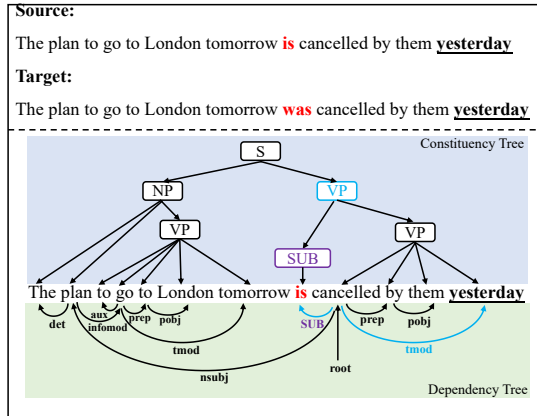 Source:
The plan to go to London tomorrow is cancelled by them yesterday
Target:
The plan to go to London tomorrow was cancelled by them yesterday
Constituency Tree
S
NP
VP
VP
VP
SUB
The plan to go to London tomorrow is cancelled by them yesterday
det
aux
infomod
prep
pobj
tmod
nsubj
SUB
root
prep
pobj
tmod
Dependency Tree